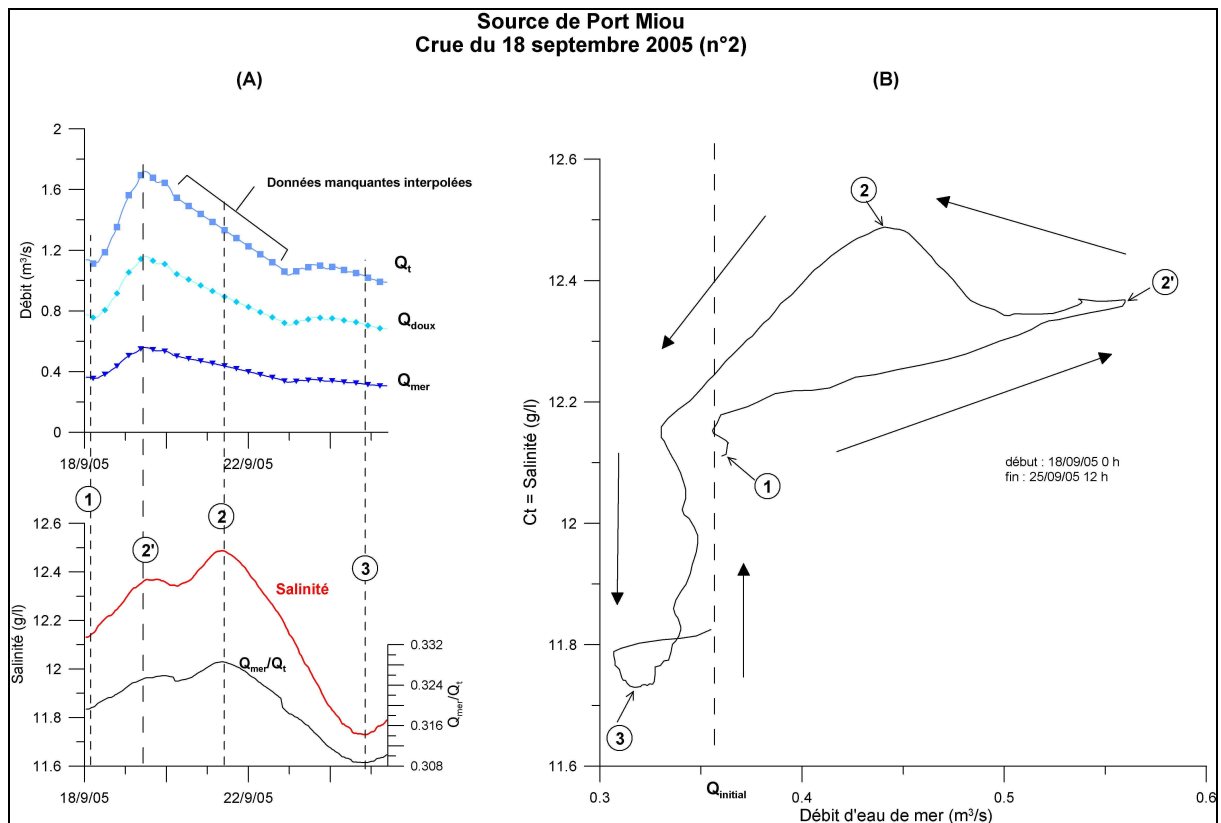 Source de Port Miou
Crue du 18 septembre 2005 (n°2)
(A)
2
1.6
1.2
0.8
0.4
0
Débit (m³/s)
Données manquantes interpolées
Qt
Qdoux
Qmer
18/9/05
22/9/05
1
2'
2
3
12.6
12.4
12.2
12
11.8
11.6
Salinité (g/l)
Salinité
Qmer/Qt
0.332
0.328
0.324
0.32
0.316
0.312
0.308
Qmer/Qt
18/9/05
22/9/05
(B)
12.6
12.4
12.2
12
11.8
11.6
Ct = Salinité (g/l)
2
2'
1
3
début : 18/09/05 0 h
fin : 25/09/05 12 h
0.3
Qinitial
0.4
0.5
0.6
Débit d'eau de mer (m³/s)